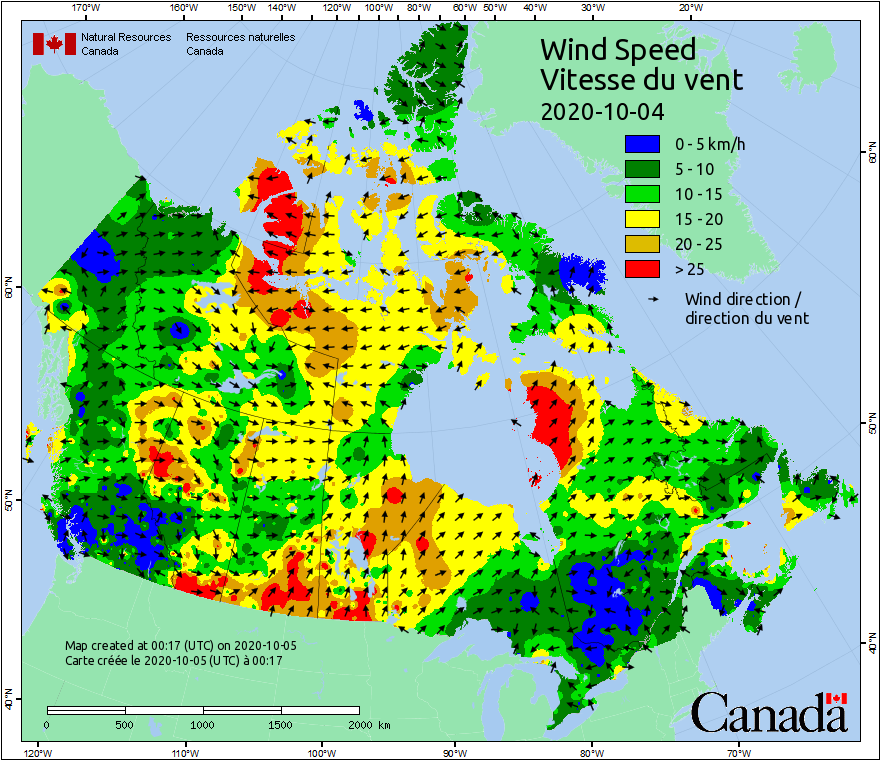 170°W 160°W 150°W 140°W 120°W 100°W 80°W 60°W 50°W 40°W 30°W 20°W
Natural Resources Canada
Ressources naturelles Canada
Wind Speed
Vitesse du vent
2020-10-04
0 - 5 km/h
5 - 10
10 - 15
15 - 20
20 - 25
> 25
Wind direction /
direction du vent
60°N
60°N
50°N
50°N
40°N
40°N
Map created at 00:17 (UTC) on 2020-10-05
Carte créée le 2020-10-05 (UTC) à 00:17
0 500 1000 1500 2000 km
Canada
120°W 110°W 100°W 90°W 80°W 70°W